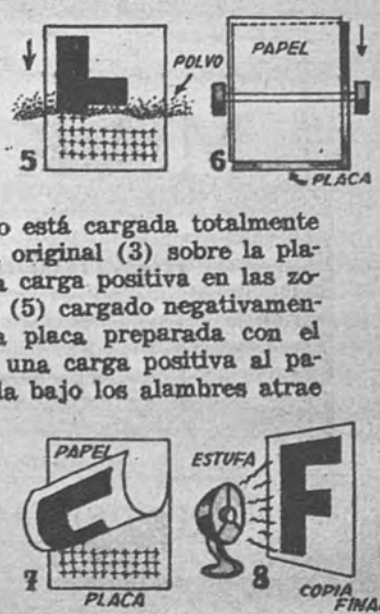 POLVO
5
PAPEL
6
PLACA
o está cargada totalmente
original (3) sobre la pla-
a carga positiva en las zo-
(5) cargado negativamen-
a placa preparada con el
una carga positiva al pa-
la bajo los alambres atrae
PAPEL
7
PLACA
ESTUFA
8
COPIA
FINAL